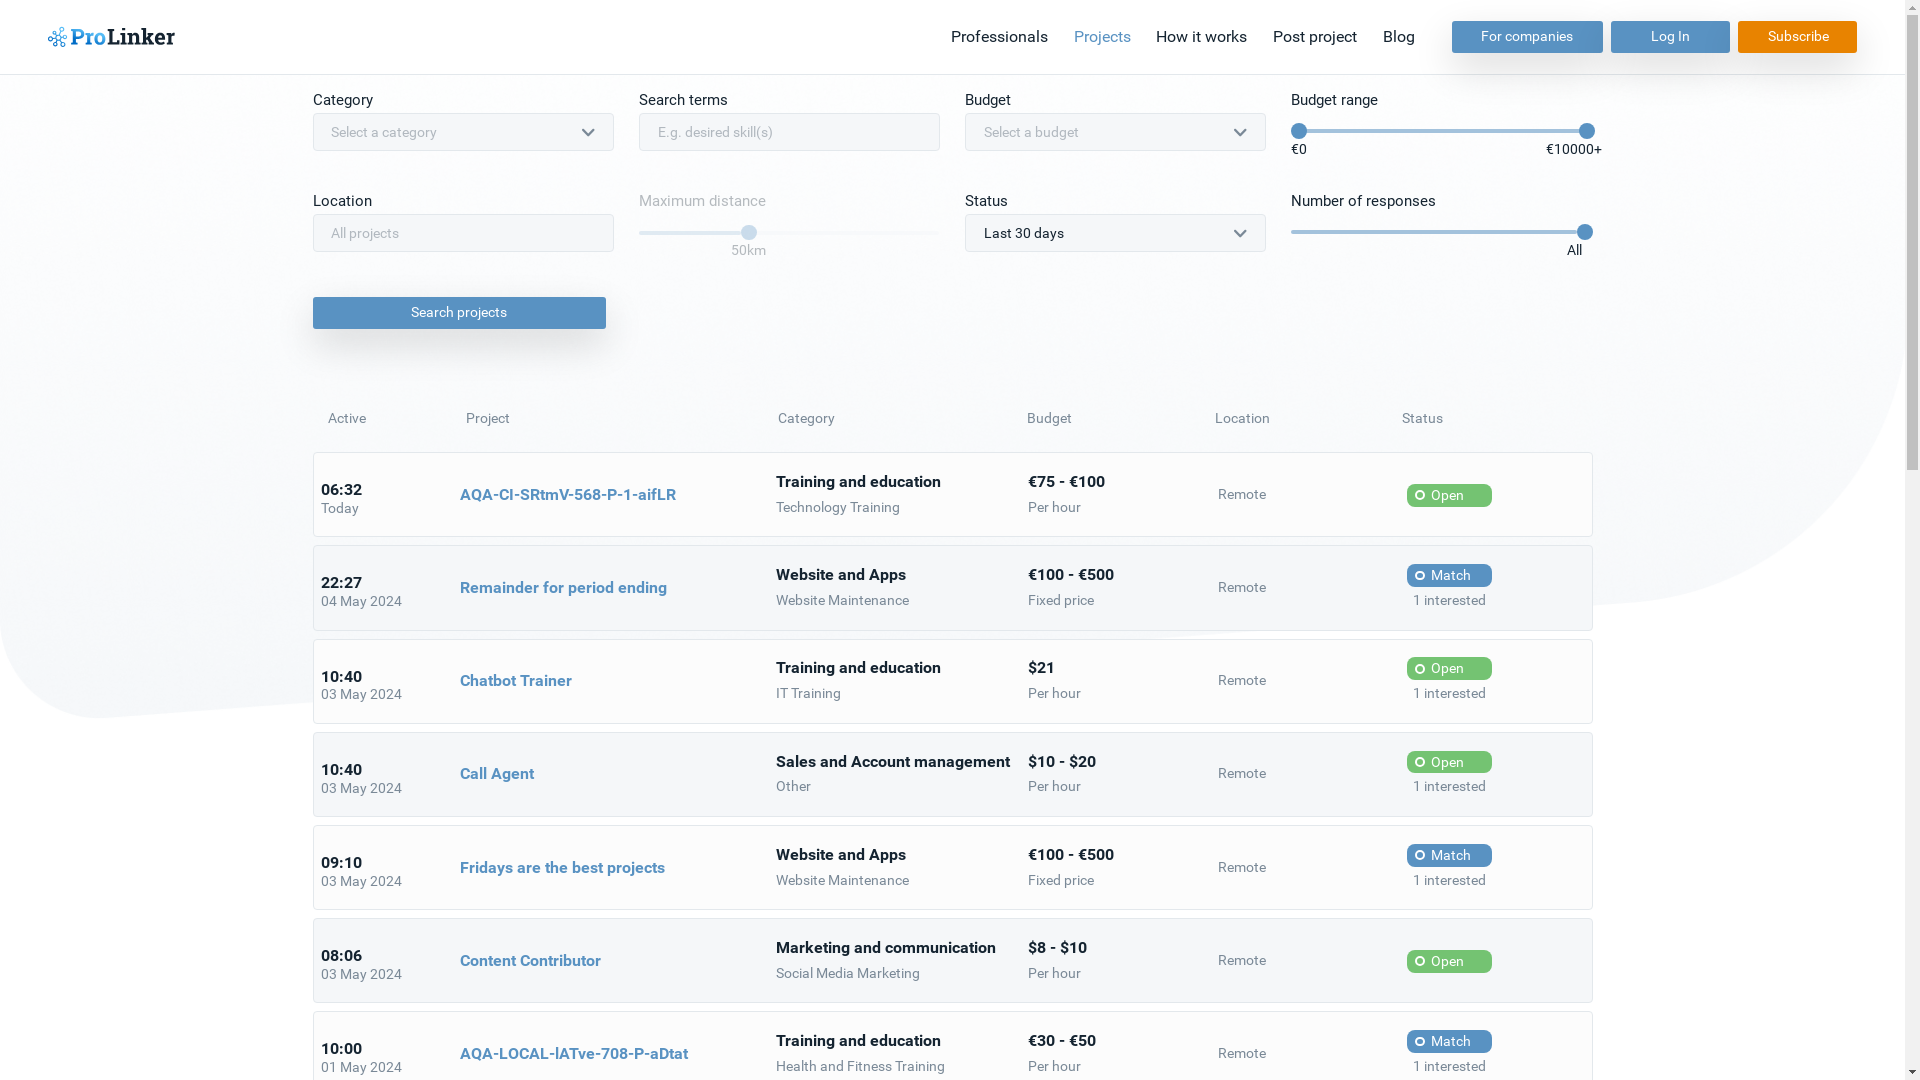 ProLinker
Professionals Projects How it works Post project Blog For companies Log In Subscribe
Category Search terms Budget Budget range
Select a category E.g. desired skill(s) Select a budget
€0 €10000+
Location Maximum distance Status Number of responses
All projects Last 30 days
50km All
Search projects
Active Project Category Budget Location Status
06:32 Today AQA-CI-SRtmV-568-P-1-aifLR Training and education Technology Training €75 - €100 Per hour Remote Open
22:27 04 May 2024 Remainder for period ending Website and Apps Website Maintenance €100 - €500 Fixed price Remote Match 1 interested
10:40 03 May 2024 Chatbot Trainer Training and education IT Training $21 Per hour Remote Open 1 interested
10:40 03 May 2024 Call Agent Sales and Account management Other $10 - $20 Per hour Remote Open 1 interested
09:10 03 May 2024 Fridays are the best projects Website and Apps Website Maintenance €100 - €500 Fixed price Remote Match 1 interested
08:06 03 May 2024 Content Contributor Marketing and communication Social Media Marketing $8 - $10 Per hour Remote Open
10:00 01 May 2024 AQA-LOCAL-lATve-708-P-aDtat Training and education Health and Fitness Training €30 - €50 Per hour Remote Match 1 interested